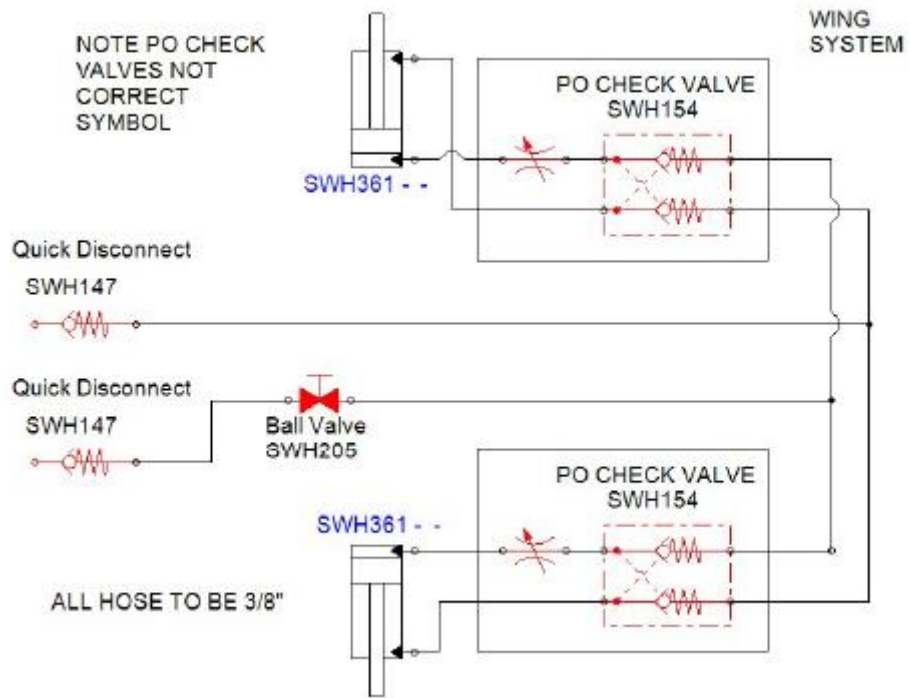 NOTE PO CHECK
VALVES NOT
CORRECT
SYMBOL
WING
SYSTEM
PO CHECK VALVE
SWH154
SWH361 - -
Quick Disconnect
SWH147
Quick Disconnect
SWH147
Ball Valve
SWH205
PO CHECK VALVE
SWH154
SWH361 - -
ALL HOSE TO BE 3/8"